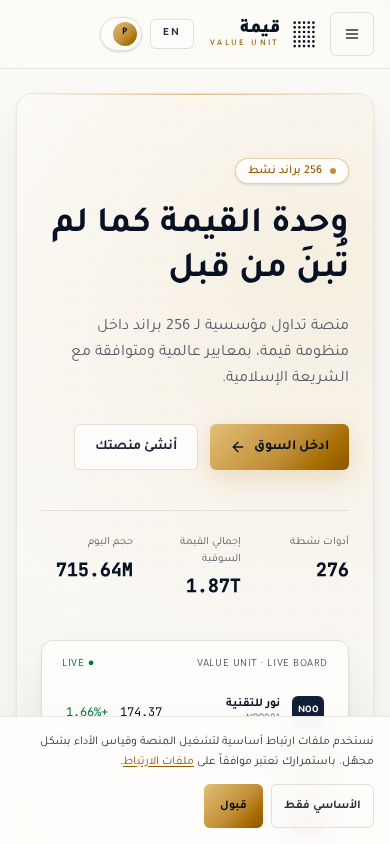 قيمة
VALUE UNIT
EN
P
256 براند نشط
وحدة القيمة كما لم
تُبنَ من قبل
منصة تداول مؤسسية لـ 256 براند داخل
منظومة قيمة، بمعايير عالمية ومتوافقة مع
الشريعة الإسلامية.
ادخل السوق ←
أنشئ منصتك
أدوات نشطة
276
إجمالي القيمة
السوقية
1.87T
حجم اليوم
715.64M
VALUE UNIT · LIVE BOARD
● LIVE
NOO
نور للتقنية
174.37
+1.66%
نستخدم ملفات ارتباط أساسية لتشغيل المنصة وقياس الأداء بشكل
مجهّل. باستمرارك تعتبر موافقاً على ملفات الارتباط.
الأساسي فقط
قبول